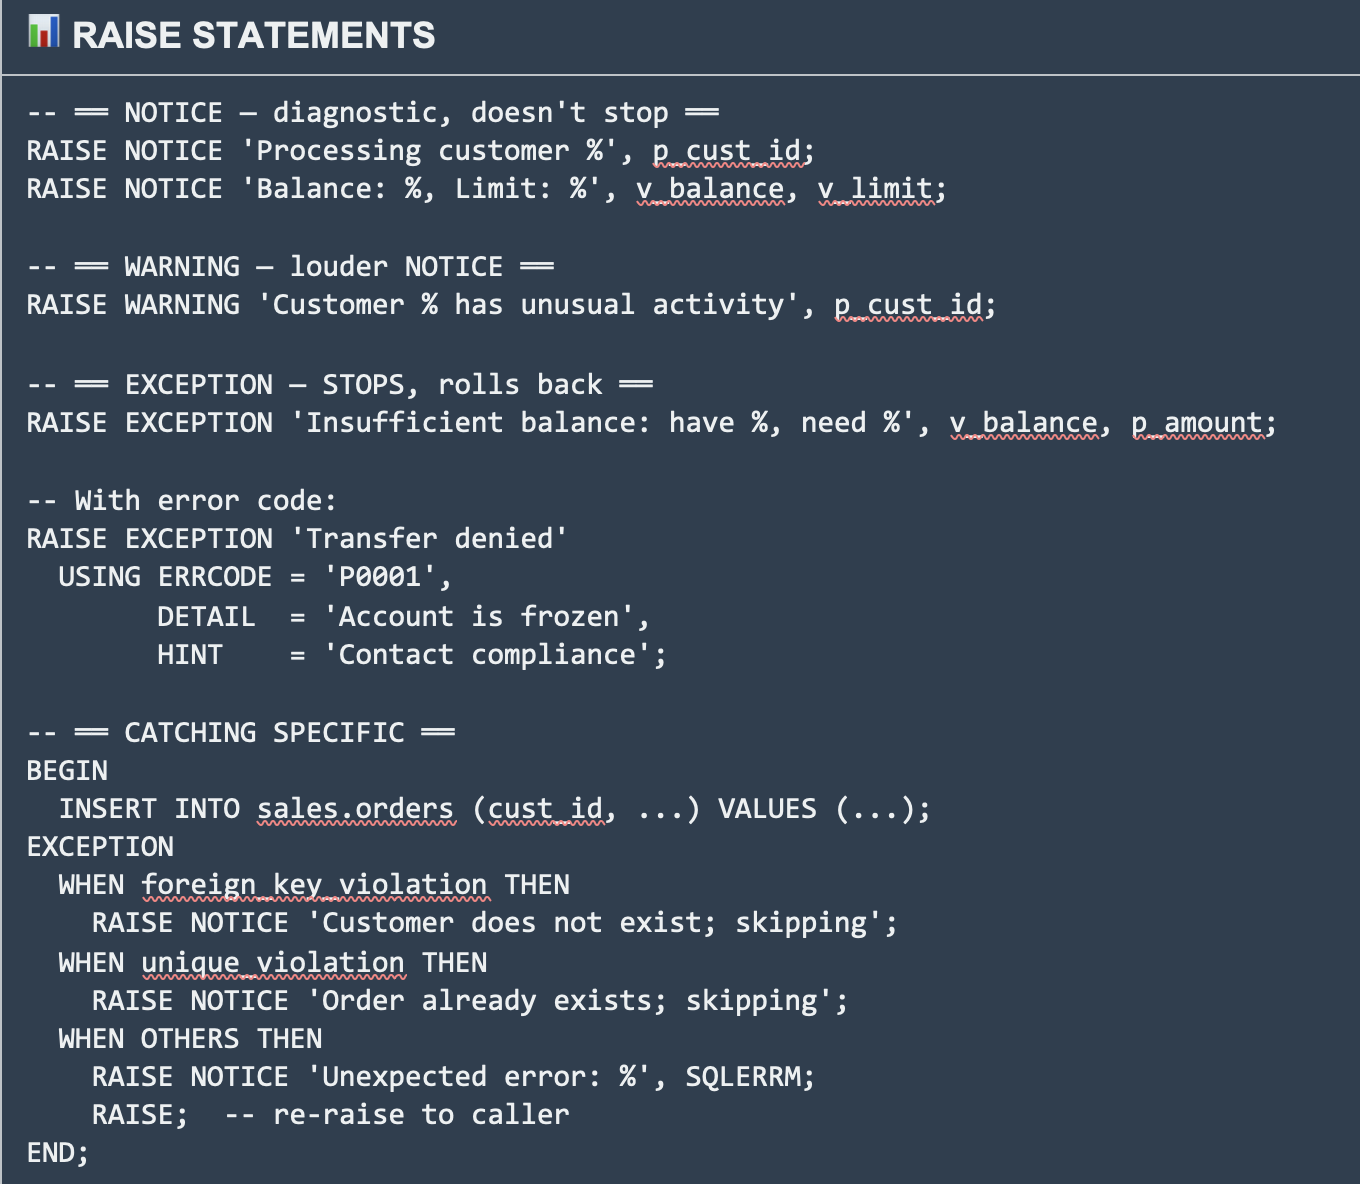 📊 RAISE STATEMENTS
-- ══ NOTICE — diagnostic, doesn't stop ══
RAISE NOTICE 'Processing customer %', p_cust_id;
RAISE NOTICE 'Balance: %, Limit: %', v_balance, v_limit;

-- ══ WARNING — louder NOTICE ══
RAISE WARNING 'Customer % has unusual activity', p_cust_id;

-- ══ EXCEPTION — STOPS, rolls back ══
RAISE EXCEPTION 'Insufficient balance: have %, need %', v_balance, p_amount;

-- With error code:
RAISE EXCEPTION 'Transfer denied'
  USING ERRCODE = 'P0001',
        DETAIL  = 'Account is frozen',
        HINT    = 'Contact compliance';

-- ══ CATCHING SPECIFIC ══
BEGIN
  INSERT INTO sales.orders (cust_id, ...) VALUES (...);
EXCEPTION
  WHEN foreign_key_violation THEN
    RAISE NOTICE 'Customer does not exist; skipping';
  WHEN unique_violation THEN
    RAISE NOTICE 'Order already exists; skipping';
  WHEN OTHERS THEN
    RAISE NOTICE 'Unexpected error: %', SQLERRM;
    RAISE;  -- re-raise to caller
END;